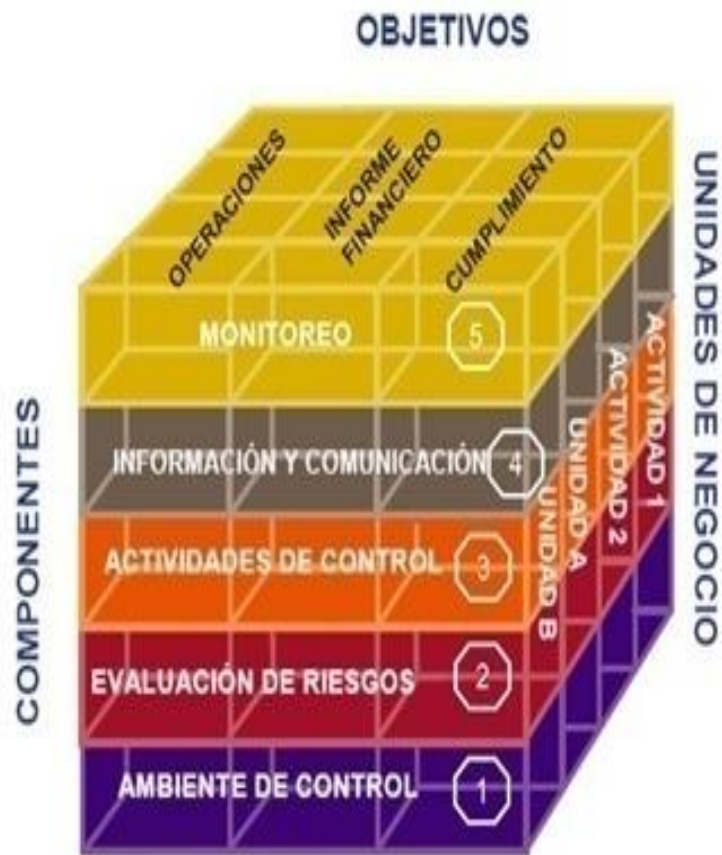 OBJETIVOS
OPERACIONES
INFORME
FINANCIERO
CUMPLIMIENTO
COMPONENTES
MONITOREO 5
INFORMACIÓN Y COMUNICACIÓN 4
ACTIVIDADES DE CONTROL 3
EVALUACIÓN DE RIESGOS 2
AMBIENTE DE CONTROL 1
UNIDAD B
UNIDAD A
ACTIVIDAD 2
ACTIVIDAD 1
UNIDADES DE NEGOCIO